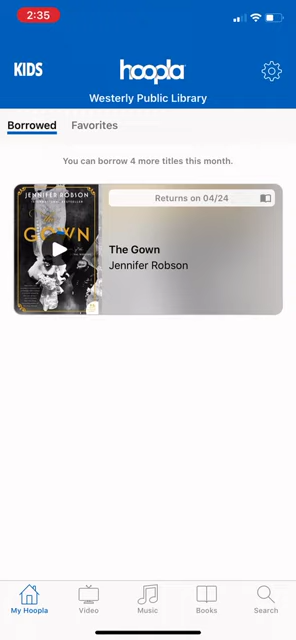 2:35
KIDS
hoopla
Westerly Public Library
Borrowed Favorites
You can borrow 4 more titles this month.
JENNIFER ROBSON
GOWN
Returns on 04/24
The Gown
Jennifer Robson
My Hoopla Video Music Books Search